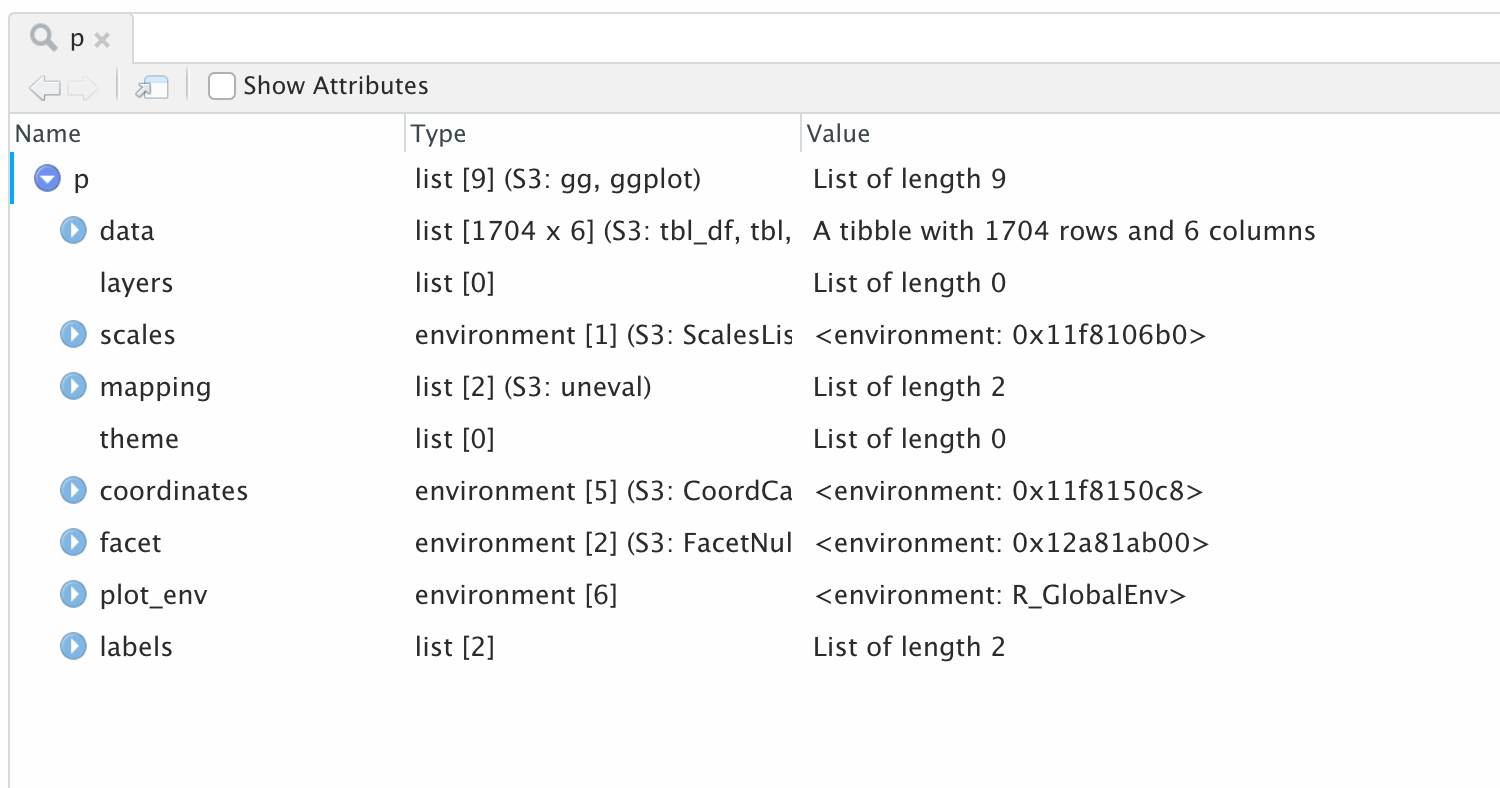 p
Show Attributes
Name Type Value
p list [9] (S3: gg, ggplot) List of length 9
data list [1704 x 6] (S3: tbl_df, tbl, A tibble with 1704 rows and 6 columns
layers list [0] List of length 0
scales environment [1] (S3: ScalesLis <environment: 0x11f8106b0>
mapping list [2] (S3: uneval) List of length 2
theme list [0] List of length 0
coordinates environment [5] (S3: CoordCa <environment: 0x11f8150c8>
facet environment [2] (S3: FacetNul <environment: 0x12a81ab00>
plot_env environment [6] <environment: R_GlobalEnv>
labels list [2] List of length 2